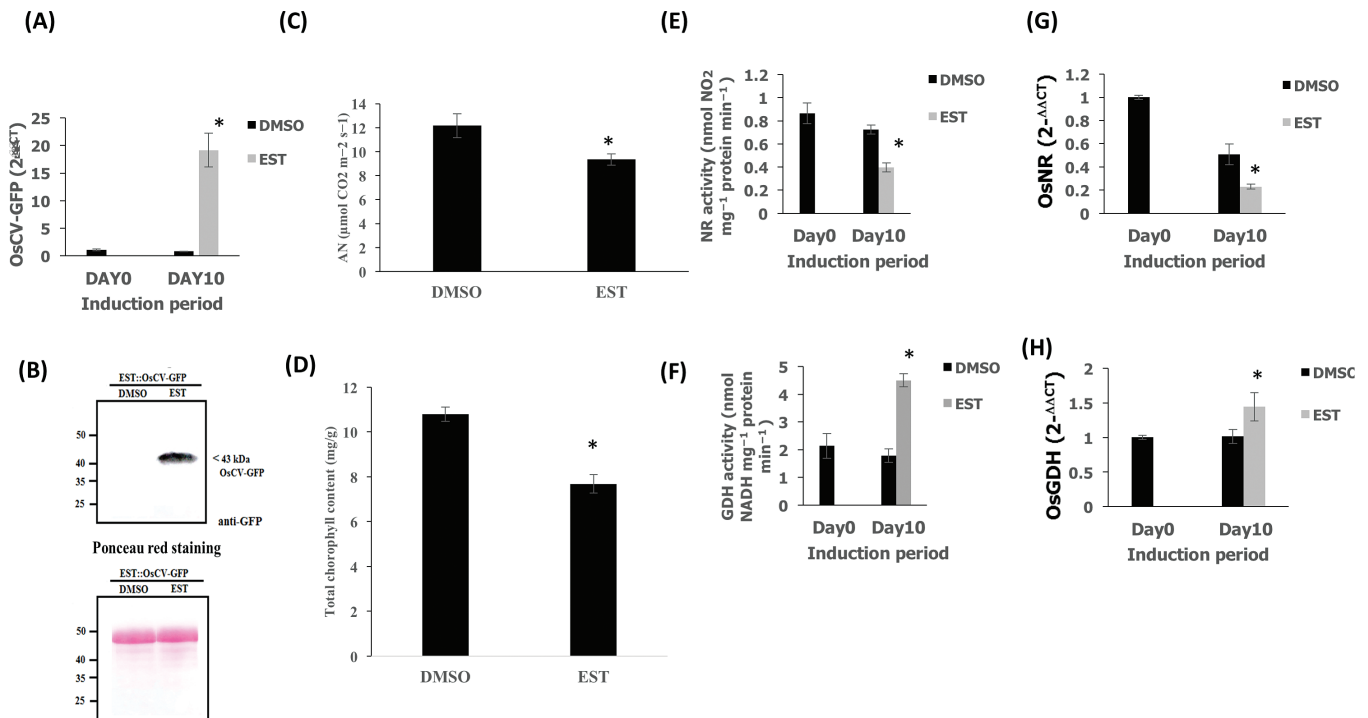 (A)
OsCV-GFP (2
CT)
25
20
15
10
5
0
*
DMSO
EST
DAY0 DAY10
Induction period
(B)
EST::OsCV-GFP
DMSO EST
50
40
35
25
< 43 kDa
OsCV-GFP
anti-GFP
Ponceau red staining
EST::OsCV-GFP
DMSO EST
50
40
35
25
(C)
AN (µmol CO2 m−2 s−1)
14
12
10
8
6
4
2
0
*
DMSO EST
(D)
Total chorophyll content (mg/g)
12
10
8
6
4
2
0
*
DMSO EST
(E)
NR activity (nmol NO2
mg−1 protein min−1)
1.2
1
0.8
0.6
0.4
0.2
0
*
DMSO
EST
Day0 Day10
Induction period
(F)
GDH activity (nmol
NADH mg−1 protein
min−1)
5
4
3
2
1
0
*
DMSO
EST
Day0 Day10
Induction period
(G)
OsNR (2-ΔΔCT)
1.2
1
0.8
0.6
0.4
0.2
0
*
DMSO
EST
Day0 Day10
Induction period
(H)
OsGDH (2-ΔΔCT)
2
1.5
1
0.5
0
*
DMSC
EST
Day0 Day10
Induction period